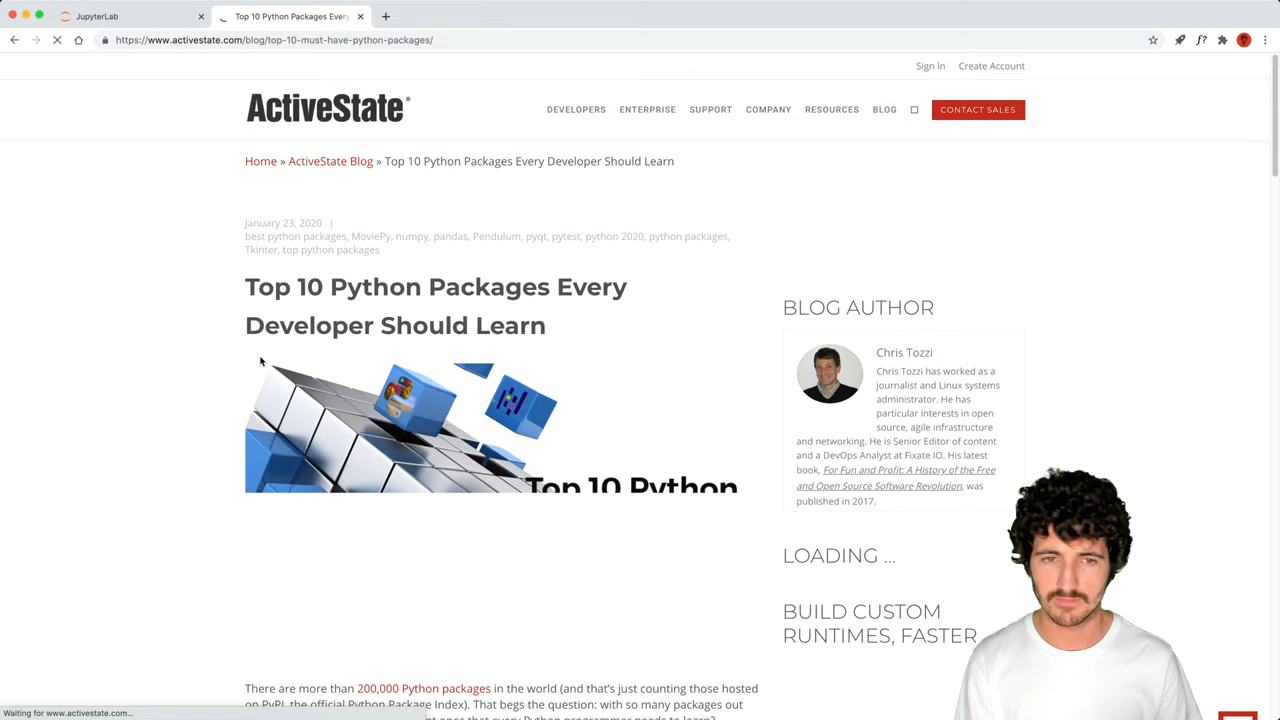 JupyterLab
Top 10 Python Packages Every
https://www.activestate.com/blog/top-10-must-have-python-packages/
Sign In Create Account
ActiveState®
DEVELOPERS ENTERPRISE SUPPORT COMPANY RESOURCES BLOG CONTACT SALES
Home » ActiveState Blog » Top 10 Python Packages Every Developer Should Learn
January 23, 2020 |
best python packages, MoviePy, numpy, pandas, Pendulum, pyqt, pytest, python 2020, python packages,
Tkinter, top python packages
Top 10 Python Packages Every
Developer Should Learn
Top 10 Python
There are more than 200,000 Python packages in the world (and that's just counting those hosted
on PyPI, the official Python Package Index). That begs the question: with so many packages out
ones that every Python programmer needs to learn?
BLOG AUTHOR
Chris Tozzi
Chris Tozzi has worked as a
journalist and Linux systems
administrator. He has
particular interests in open
source, agile infrastructure
and networking. He is Senior Editor of content
and a DevOps Analyst at Fixate IO. His latest
book, For Fun and Profit: A History of the Free
and Open Source Software Revolution, was
published in 2017.
LOADING ...
BUILD CUSTOM
RUNTIMES, FASTER
Waiting for www.activestate.com...